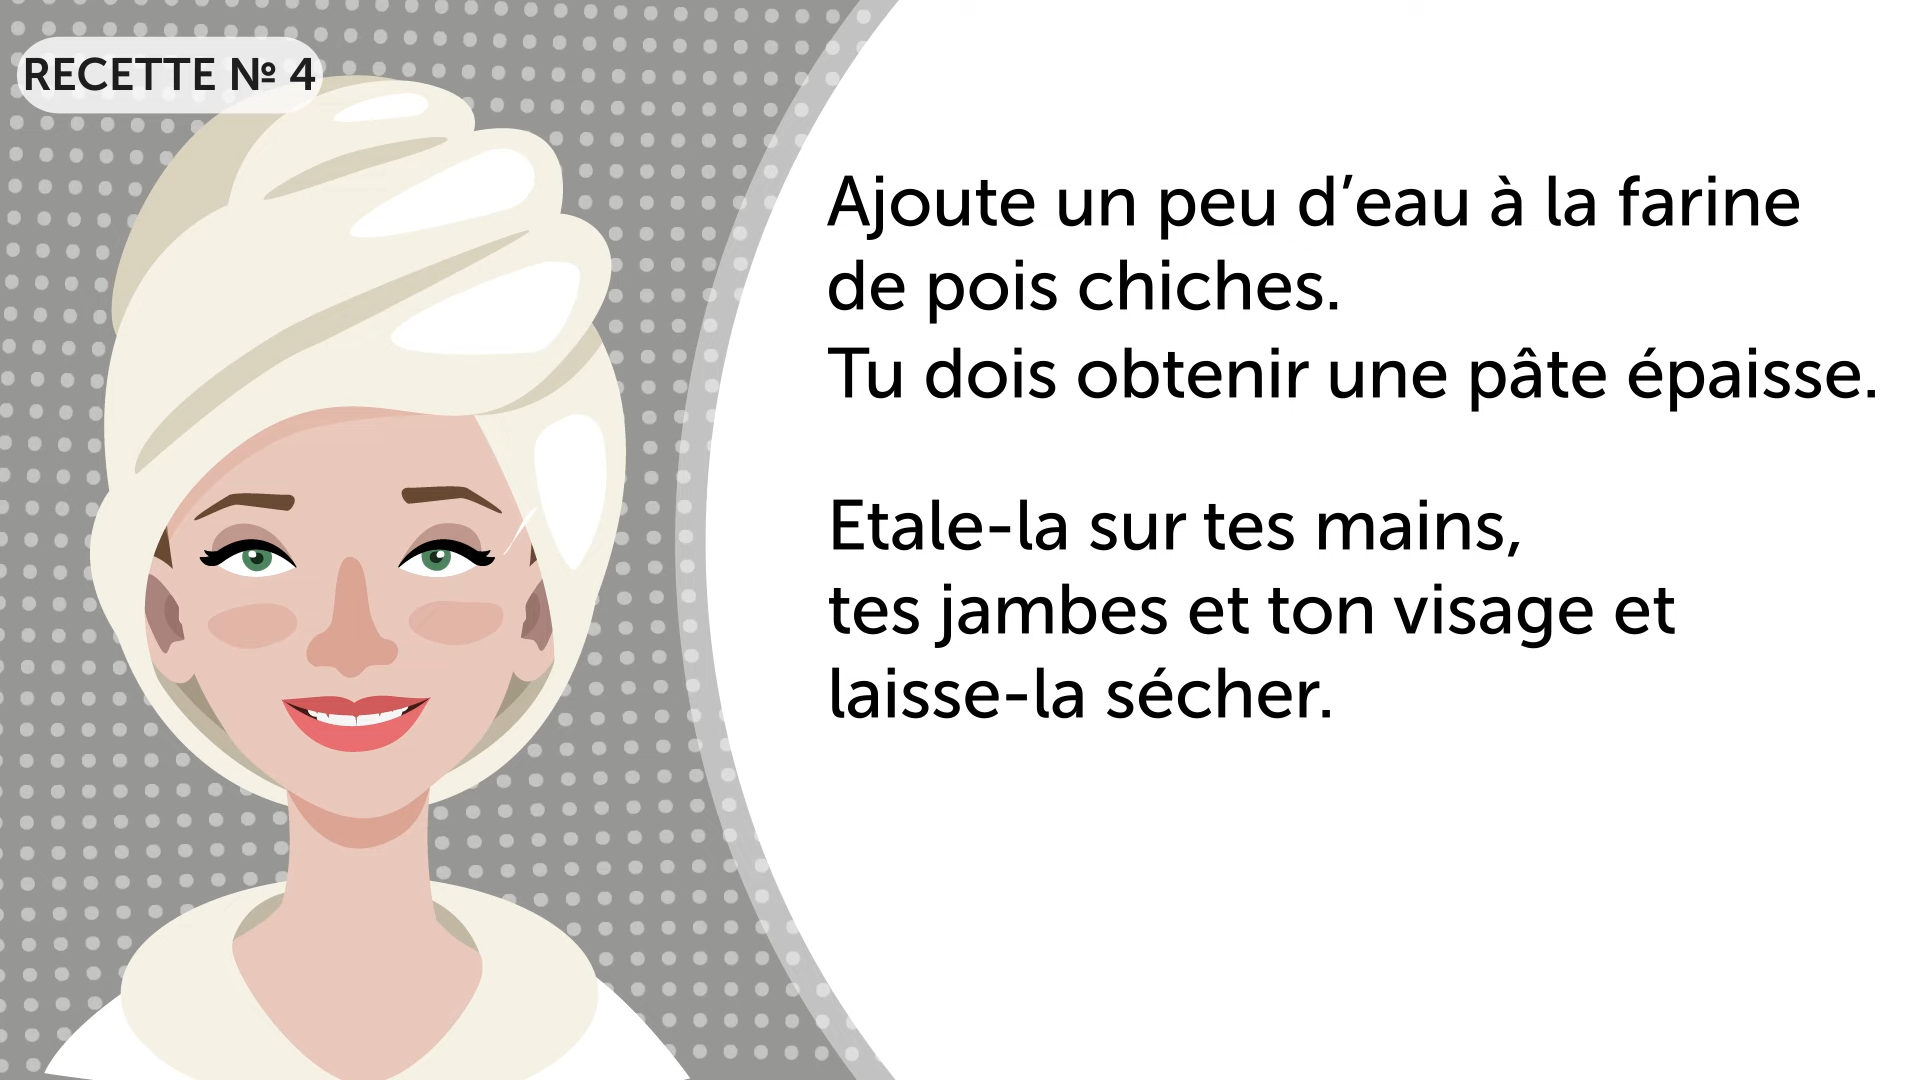 RECETTE № 4
Ajoute un peu d’eau à la farine
de pois chiches.
Tu dois obtenir une pâte épaisse.
Etale-la sur tes mains,
tes jambes et ton visage et
laisse-la sécher.